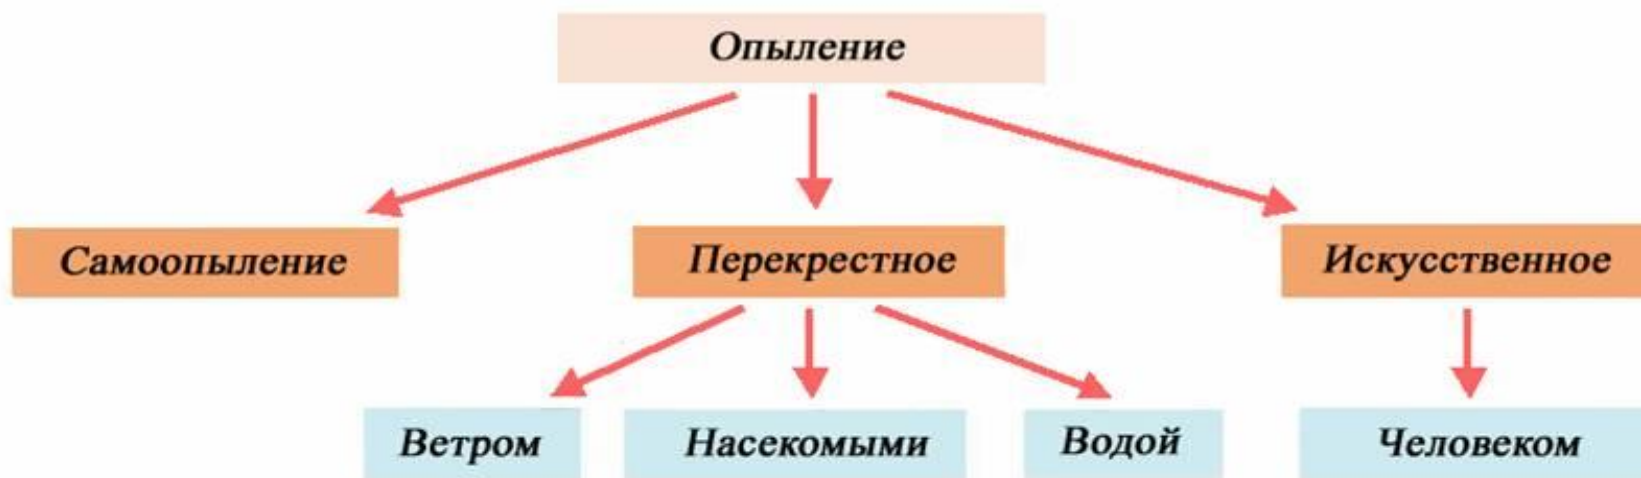 Опыление
Самоопыление
Перекрестное
Искусственное
Ветром
Насекомыми
Водой
Человеком